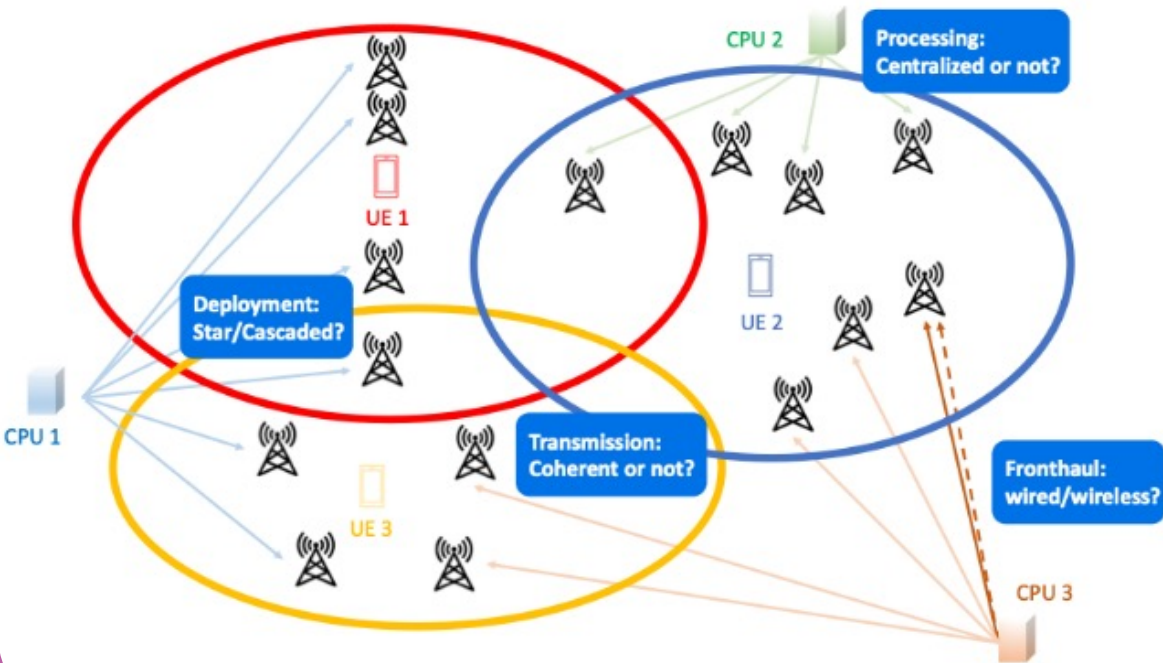 CPU 2
Processing:
Centralized or not?
UE 1
Deployment:
Star/Cascaded?
UE 2
CPU 1
Transmission:
Coherent or not?
Fronthaul:
wired/wireless?
UE 3
CPU 3